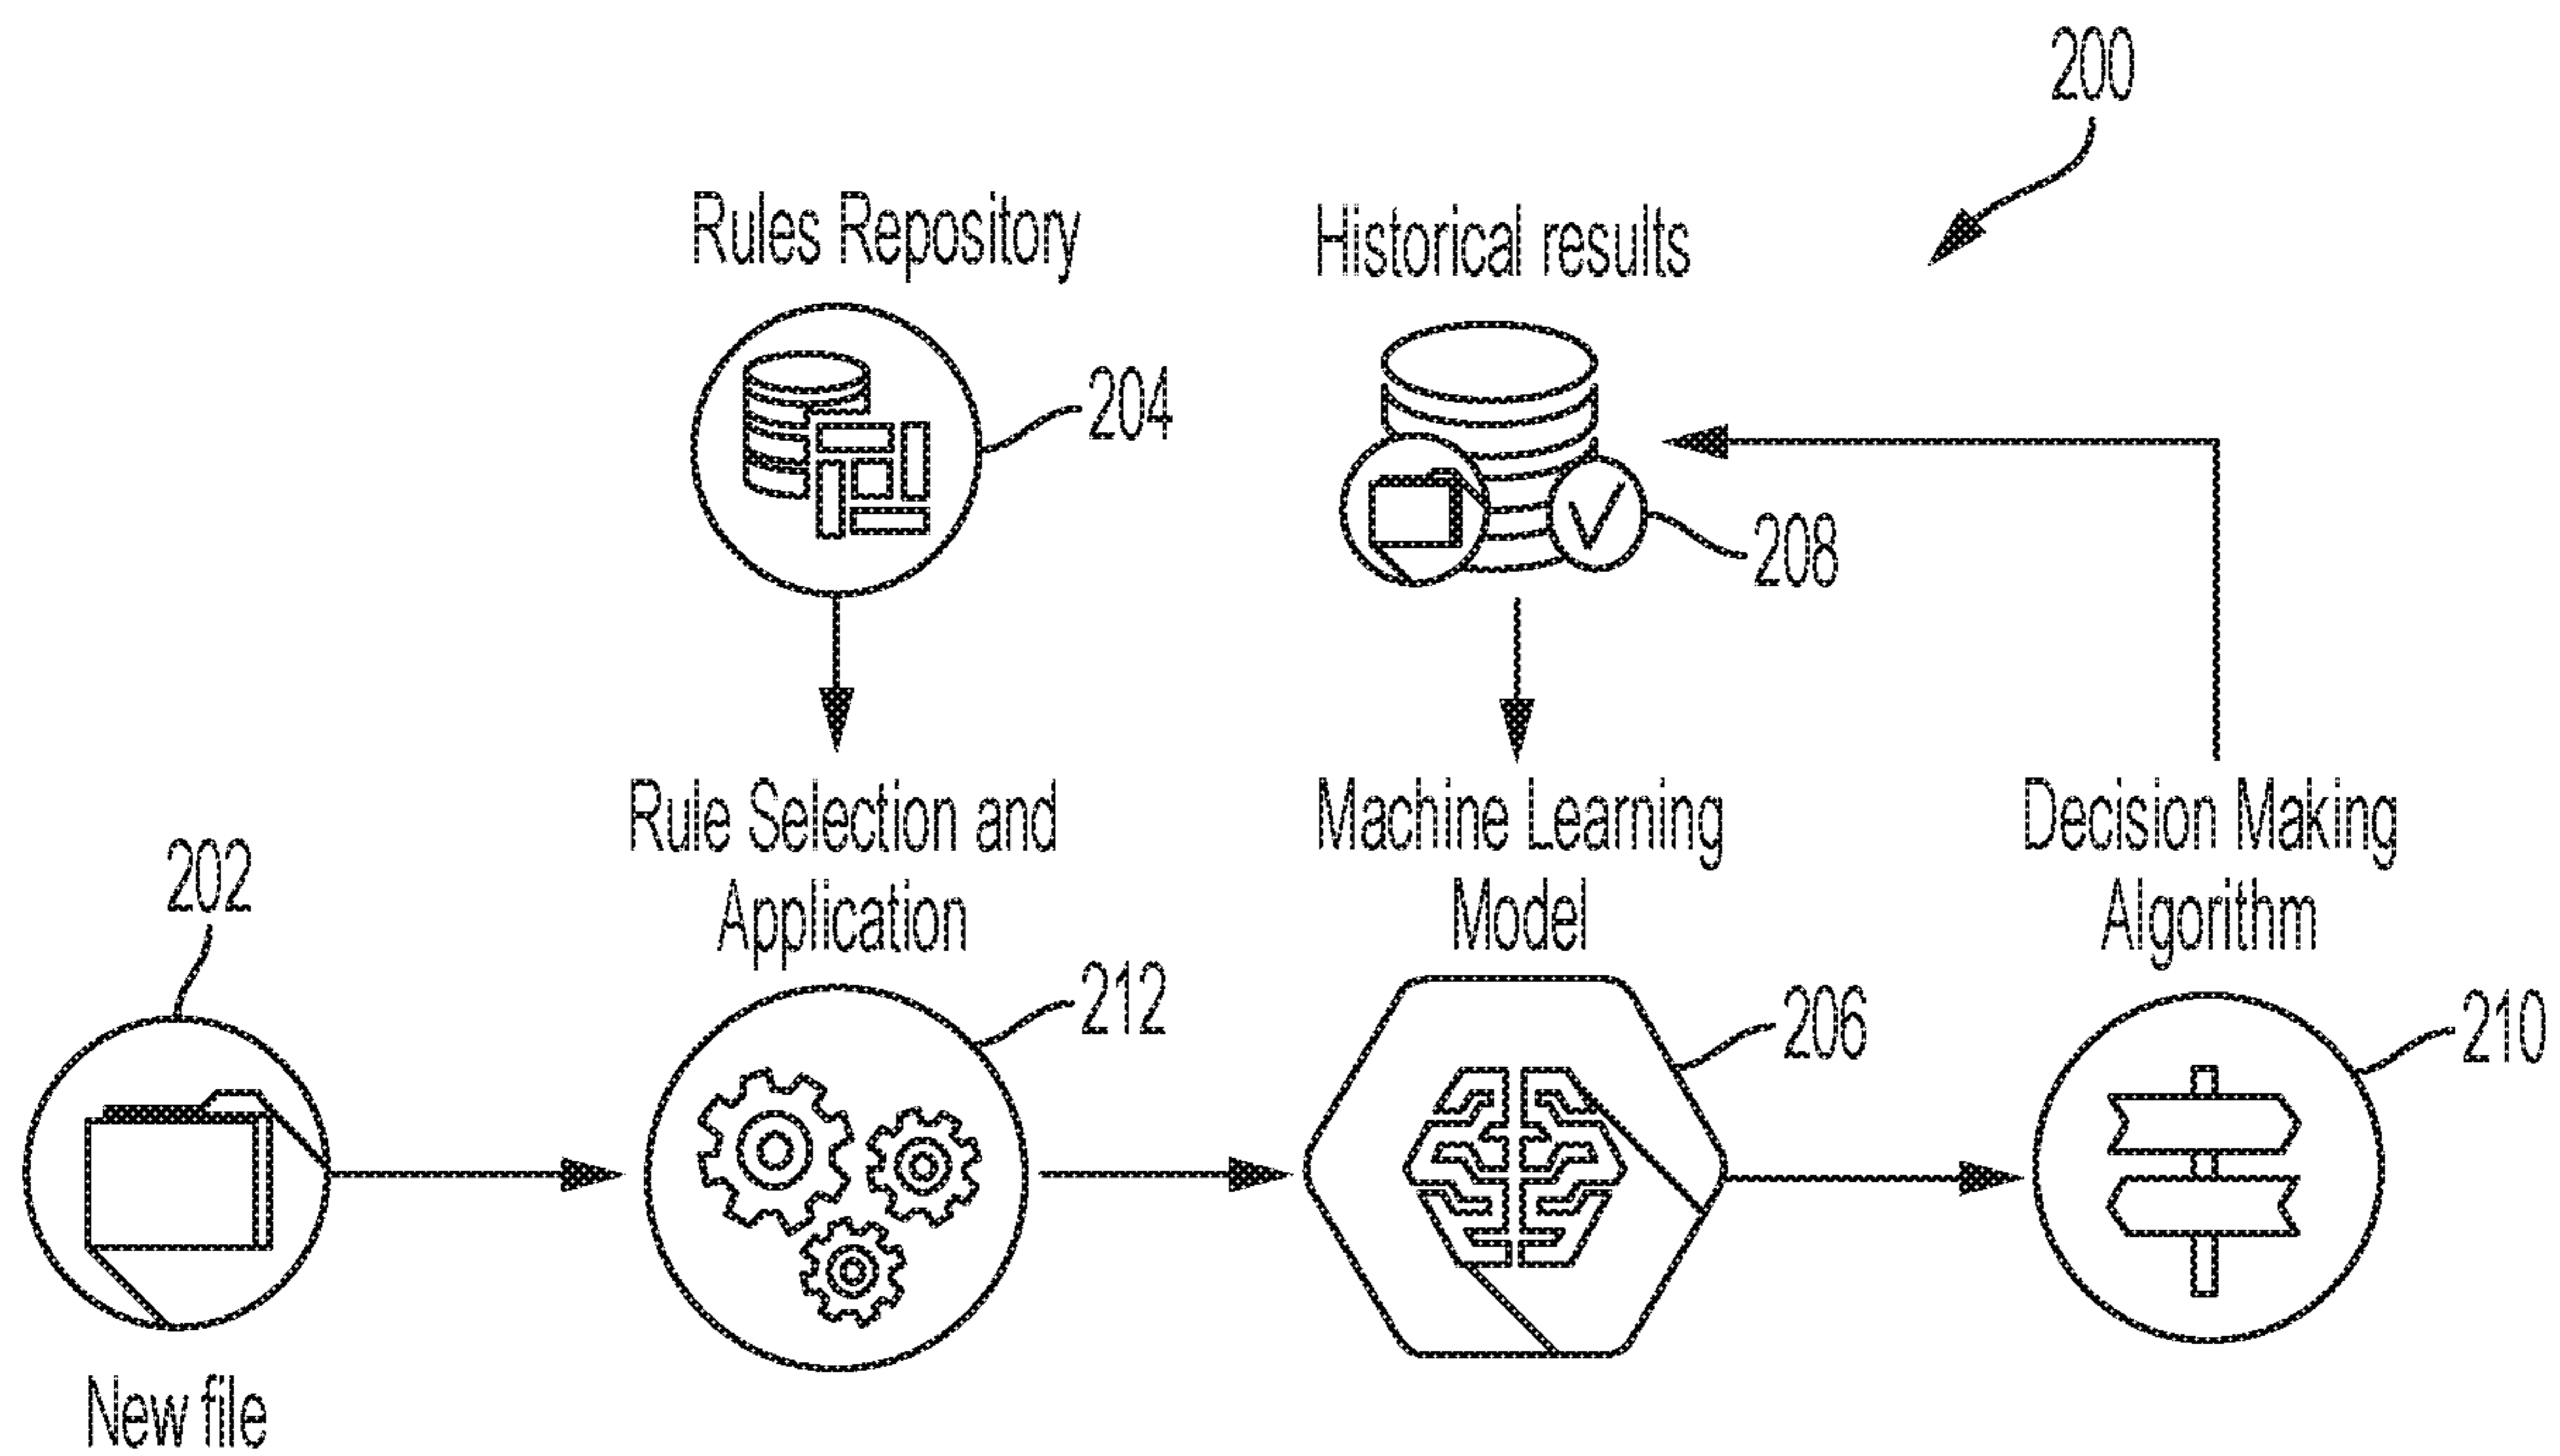 200
Rules Repository
Historical results
204
208
Rule Selection and
Application
Machine Learning
Model
Decision Making
Algorithm
202
212
206
210
New file